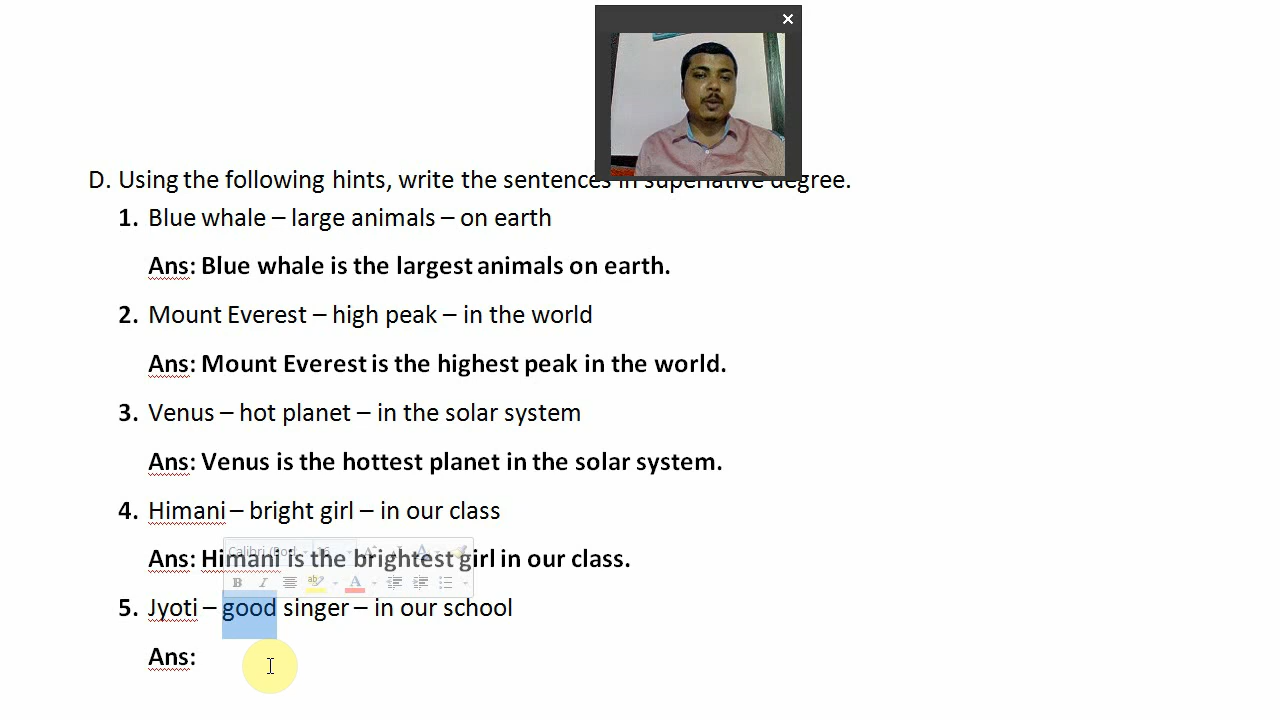 D. Using the following hints, write the sentences in superlative degree.
1. Blue whale – large animals – on earth
Ans: Blue whale is the largest animals on earth.
2. Mount Everest – high peak – in the world
Ans: Mount Everest is the highest peak in the world.
3. Venus – hot planet – in the solar system
Ans: Venus is the hottest planet in the solar system.
4. Himani – bright girl – in our class
Calibri (Bod 16
Ans: Himani is the brightest girl in our class.
5. Jyoti – good singer – in our school
Ans: